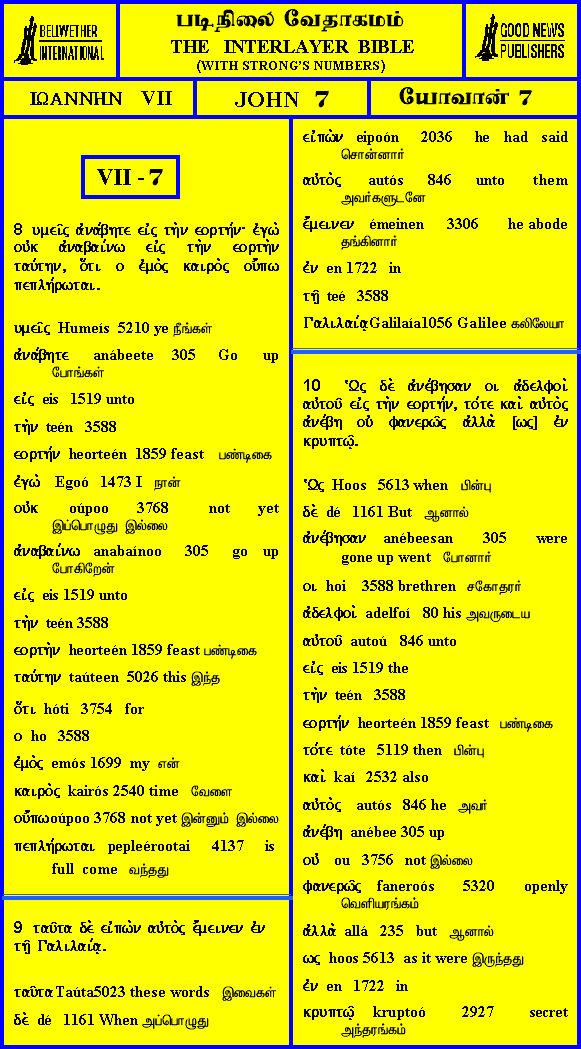 BELLWETHER
INTERNATIONAL
படிநிலை வேதாகமம்
THE INTERLAYER BIBLE
(WITH STRONG'S NUMBERS)
GOOD NEWS
PUBLISHERS
ΙΩΑΝΝΗΝ VII
JOHN 7
யோவான் 7
VII - 7
8 υμεῖς ἀνάβητε εἰς τὴν εορτήν· ἐγὼ
οὐκ ἀναβαίνω εἰς τὴν εορτὴν
ταύτην, ὅτι ο ἐμὸς καιρὸς οὔπω
πεπλήρωται.
υμεῖς Humeís 5210 ye நீங்கள்
ἀνάβητε anábeete 305 Go up
போங்கள்
εἰς eis 1519 unto
τὴν teén 3588
εορτήν heorteén 1859 feast பண்டிகை
ἐγὼ Egoó 1473 I நான்
οὐκ oúpoo 3768 not yet
இப்பொழுது இல்லை
ἀναβαίνω anabaínoo 305 go up
போகிறேன்
εἰς eis 1519 unto
τὴν teén 3588
εορτὴν heorteén 1859 feast பண்டிகை
ταύτην taúteen 5026 this இந்த
ὅτι hóti 3754 for
ο ho 3588
ἐμὸς emós 1699 my என்
καιρὸς kairós 2540 time வேளை
οὔπω oúpoo 3768 not yet இன்னும் இல்லை
πεπλήρωται pepleérootai 4137 is
full come வந்தது
9 ταῦτα δὲ εἰπὼν αὐτὸς ἔμεινεν ἐν
τῇ Γαλιλαίᾳ.
ταῦτα Taúta5023 these words இவைகள்
δὲ dé 1161 When அப்பொழுது
εἰπὼν eipoón 2036 he had said
சொன்னார்
αὐτὸς autós 846 unto them
அவர்களுடனே
ἔμεινεν émeinen 3306 he abode
தங்கினார்
ἐν en 1722 in
τῇ teé 3588
Γαλιλαίᾳ Galilaía1056 Galilee கலிலேயா
10 Ὡς δὲ ἀνέβησαν οι ἀδελφοὶ
αὐτοῦ εἰς τὴν εορτήν, τότε καὶ αὐτὸς
ἀνέβη οὐ φανερῶς ἀλλὰ [ως] ἐν
κρυπτῷ.
Ὡς Hoos 5613 when பின்பு
δὲ dé 1161 But ஆனால்
ἀνέβησαν anébeesan 305 were
gone up went போனார்
οι hoi 3588 brethren சகோதரர்
ἀδελφοὶ adelfoí 80 his அவருடைய
αὐτοῦ autoú 846 unto
εἰς eis 1519 the
τὴν teén 3588
εορτήν heorteén 1859 feast பண்டிகை
τότε tóte 5119 then பின்பு
καὶ kaí 2532 also
αὐτὸς autós 846 he அவர்
ἀνέβη anébee 305 up
οὐ ou 3756 not இல்லை
φανερῶς faneroós 5320 openly
வெளியரங்கம்
ἀλλὰ allá 235 but ஆனால்
ως hoos 5613 as it were இருந்தது
ἐν en 1722 in
κρυπτῷ kruptoó 2927 secret
அந்தரங்கம்